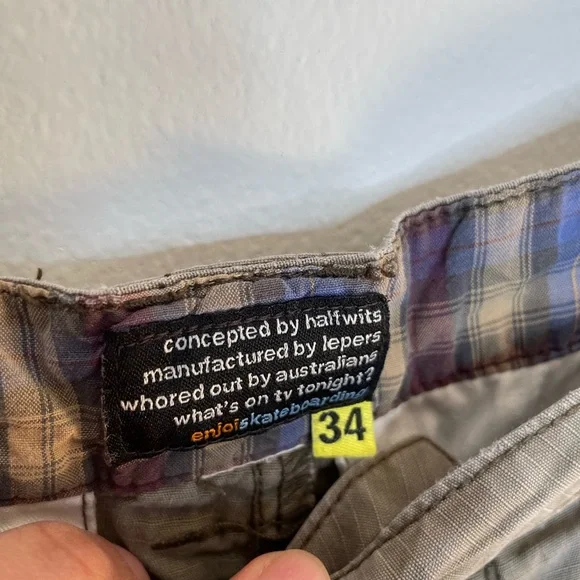 concepted by halfwits
manufactured by lepers
whored out by australians
what's on tv tonight?
enjoiskateboarding
34